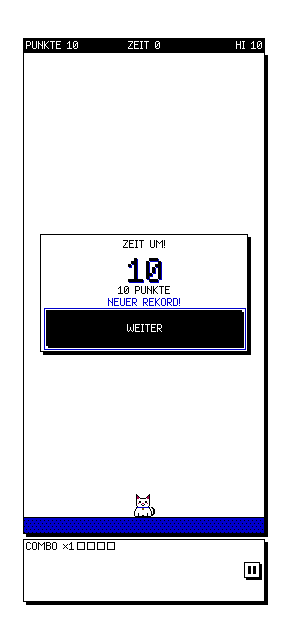 PUNKTE 10 ZEIT 0 HI 10
ZEIT UM!
10
10 PUNKTE
NEUER REKORD!
WEITER
COMBO ×1